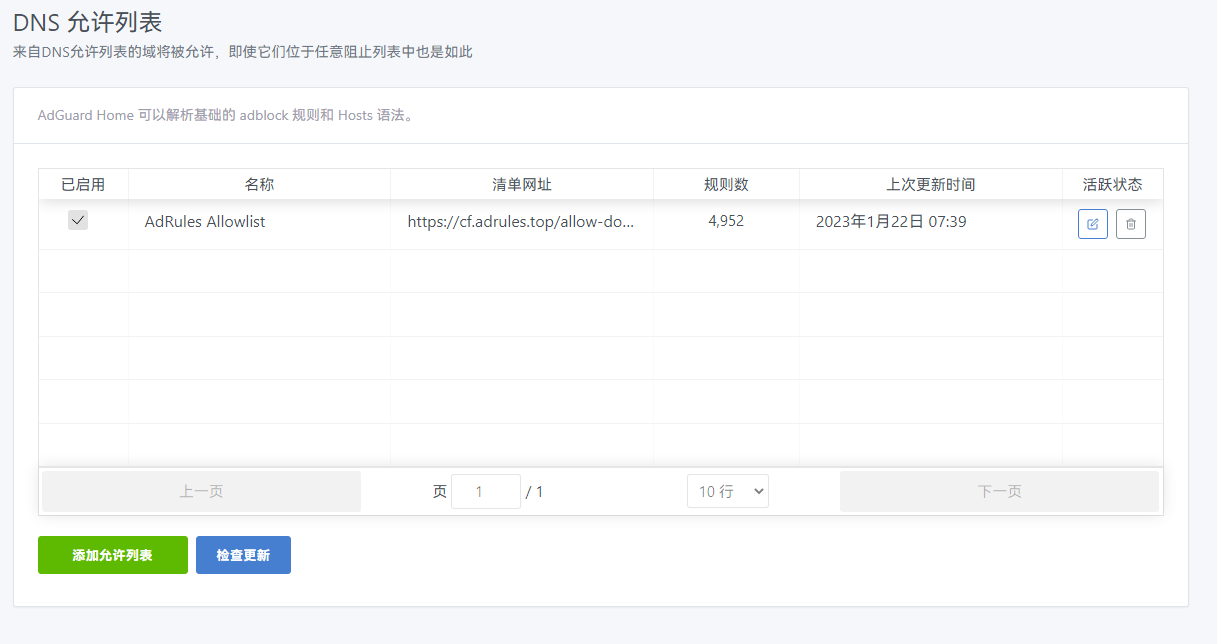 DNS 允许列表
来自DNS允许列表的域将被允许，即使它们位于任意阻止列表中也是如此
AdGuard Home 可以解析基础的 adblock 规则和 Hosts 语法。
已启用 名称 清单网址 规则数 上次更新时间 活跃状态
AdRules Allowlist https://cf.adrules.top/allow-do... 4,952 2023年1月22日 07:39
上一页 页 1 / 1 10 行 下一页
添加允许列表 检查更新